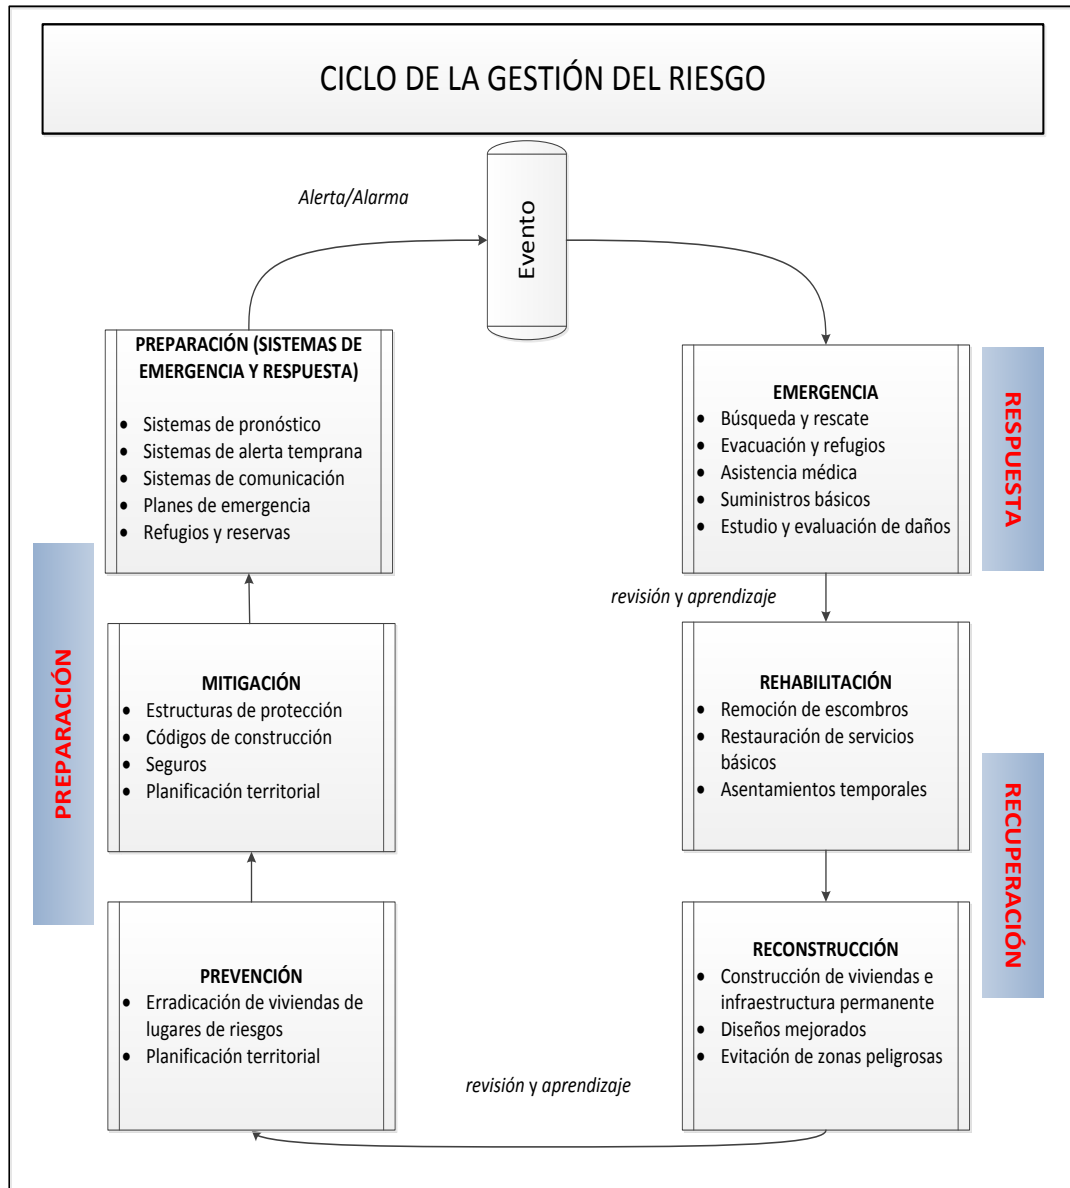 CICLO DE LA GESTIÓN DEL RIESGO
Alerta/Alarma
Evento
PREPARACIÓN (SISTEMAS DE
EMERGENCIA Y RESPUESTA)
• Sistemas de pronóstico
• Sistemas de alerta temprana
• Sistemas de comunicación
• Planes de emergencia
• Refugios y reservas
EMERGENCIA
• Búsqueda y rescate
• Evacuación y refugios
• Asistencia médica
• Suministros básicos
• Estudio y evaluación de daños
RESPUESTA
revisión y aprendizaje
PREPARACIÓN
MITIGACIÓN
• Estructuras de protección
• Códigos de construcción
• Seguros
• Planificación territorial
REHABILITACIÓN
• Remoción de escombros
• Restauración de servicios
básicos
• Asentamientos temporales
RECUPERACIÓN
PREVENCIÓN
• Erradicación de viviendas de
lugares de riesgos
• Planificación territorial
RECONSTRUCCIÓN
• Construcción de viviendas e
infraestructura permanente
• Diseños mejorados
• Evitación de zonas peligrosas
revisión y aprendizaje